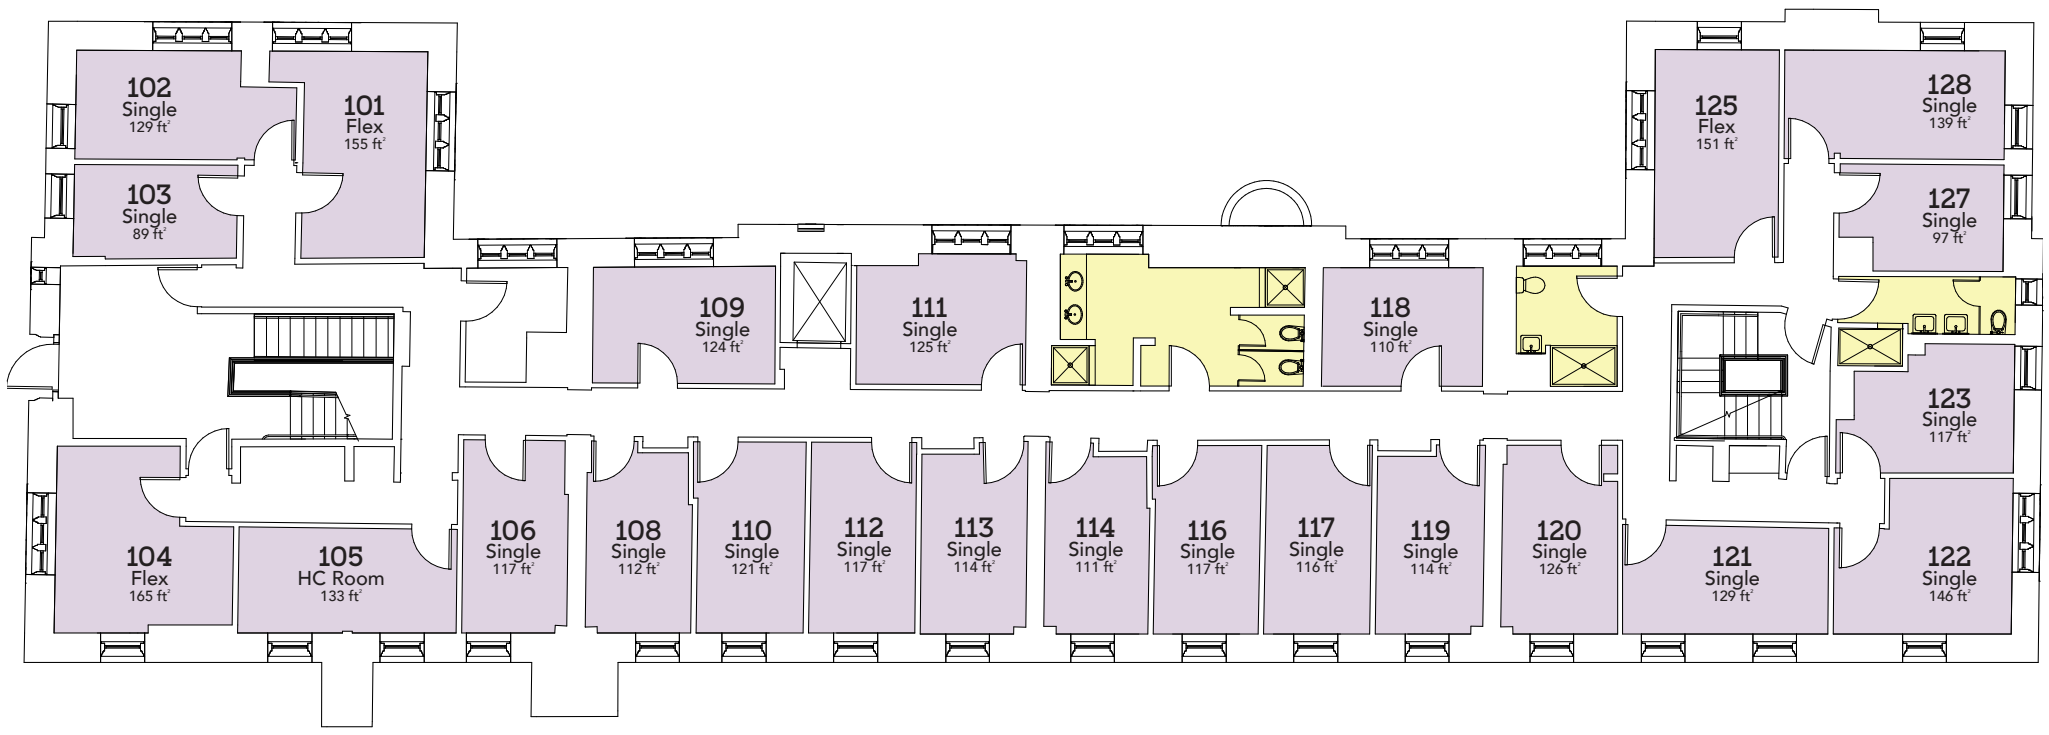 102
Single
129 ft²
101
Flex
155 ft²
103
Single
89 ft²
125
Flex
151 ft²
128
Single
139 ft²
127
Single
97 ft²
109
Single
124 ft²
111
Single
125 ft²
118
Single
110 ft²
123
Single
117 ft²
104
Flex
165 ft²
105
HC Room
133 ft²
106
Single
117 ft²
108
Single
112 ft²
110
Single
121 ft²
112
Single
117 ft²
113
Single
114 ft²
114
Single
111 ft²
116
Single
117 ft²
117
Single
116 ft²
119
Single
114 ft²
120
Single
126 ft²
121
Single
129 ft²
122
Single
146 ft²